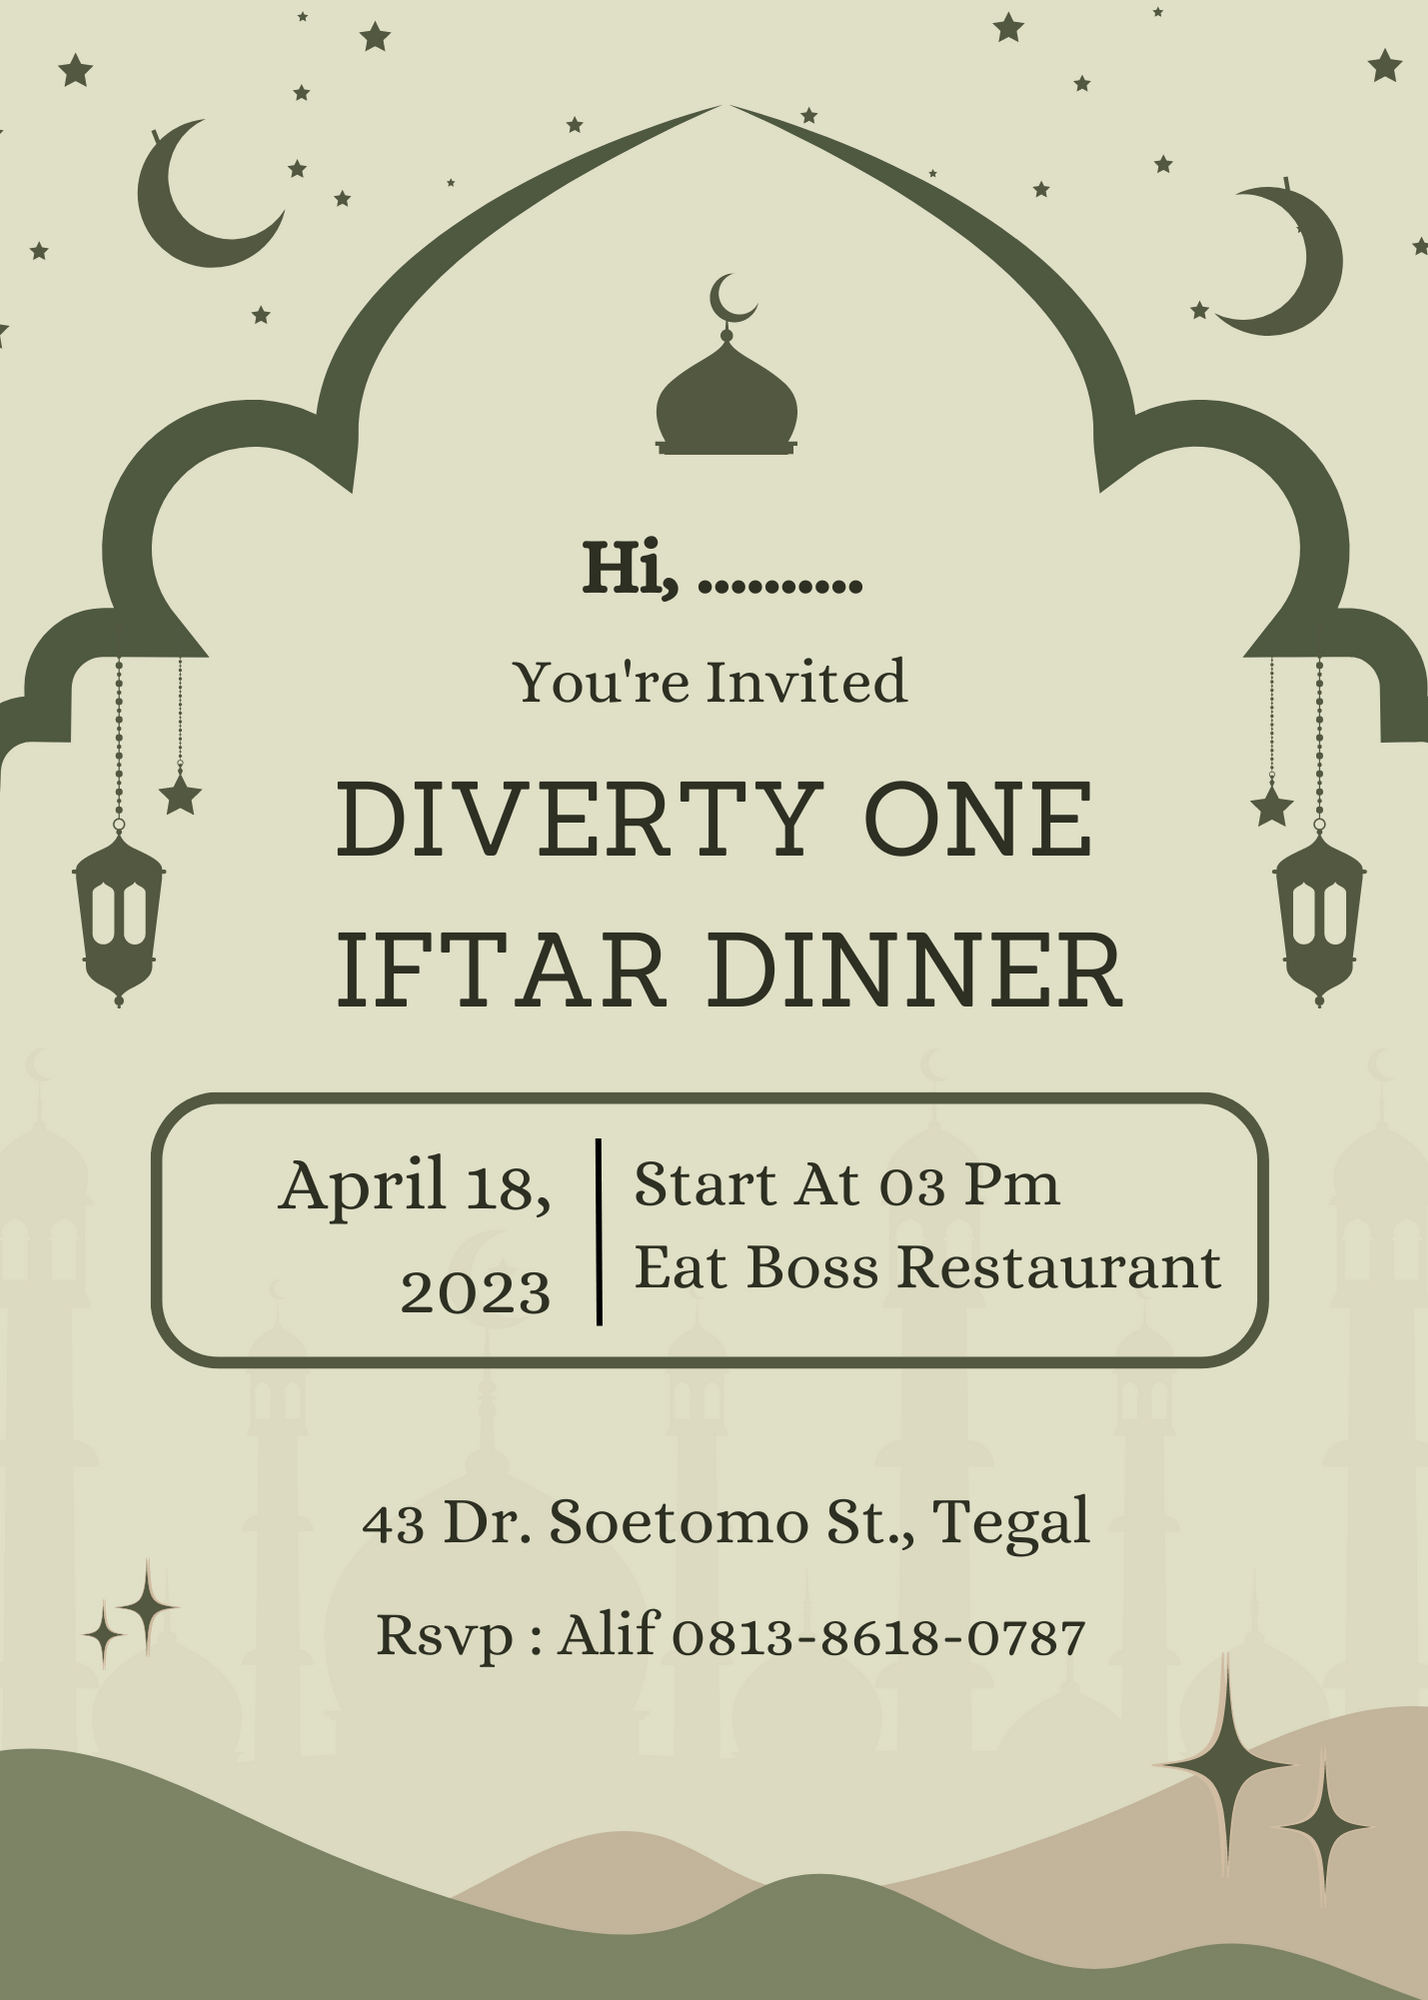 Hi, ..........
You're Invited
DIVERTY ONE
IFTAR DINNER
April 18,
2023
Start At 03 Pm
Eat Boss Restaurant
43 Dr. Soetomo St., Tegal
Rsvp : Alif 0813-8618-0787